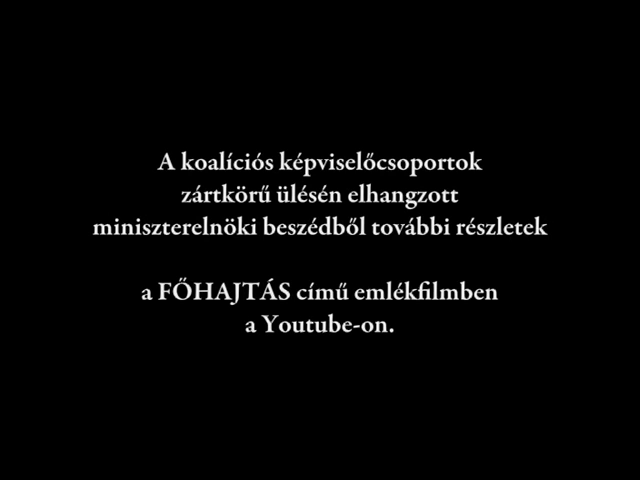 A koalíciós képviselőcsoportok
zártkörű ülésén elhangzott
miniszterelnöki beszédből további részletek
a FŐHAJTÁS című emlékfilmben
a Youtube-on.